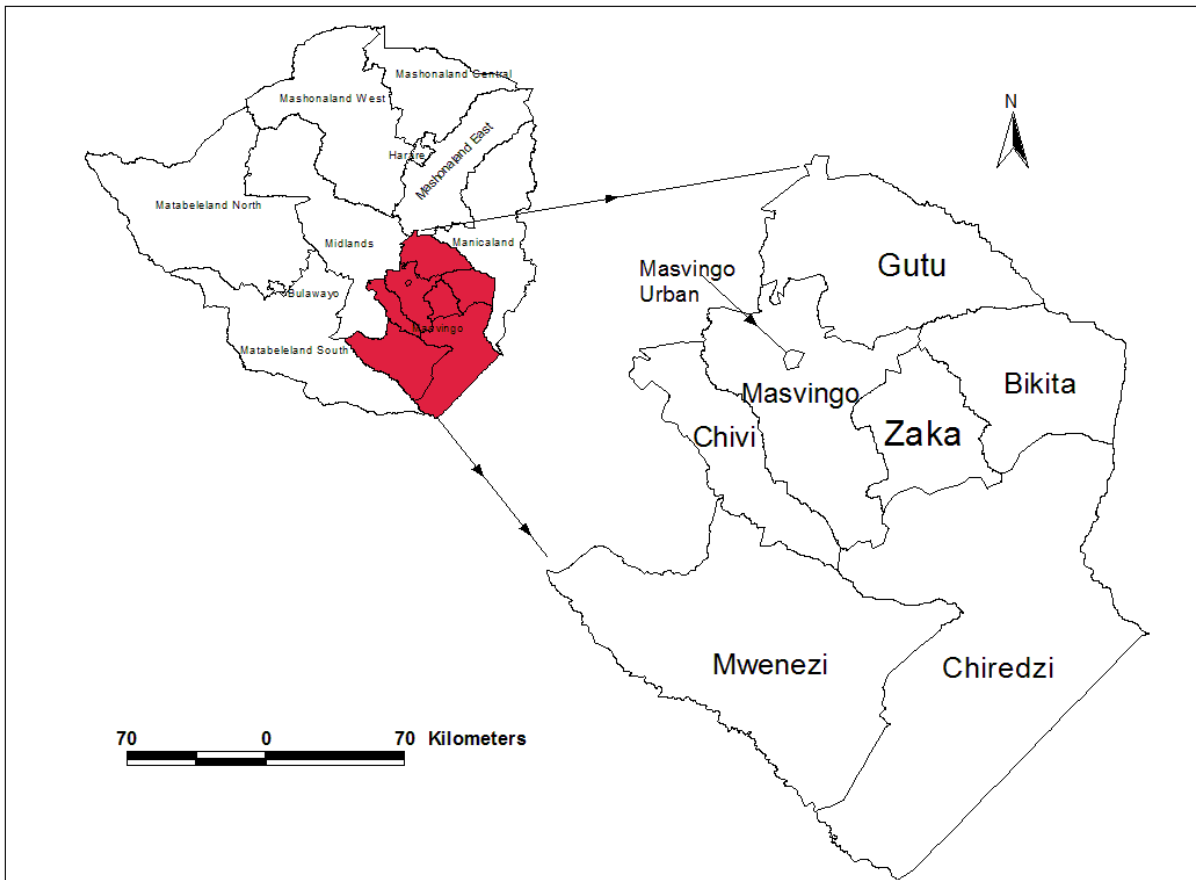 Mashonaland Central
Mashonaland West
Harare
Mashonaland East
Matabeleland North
Midlands
Manicaland
Bulawayo
Masvingo
Matabeleland South
N
Gutu
Masvingo
Urban
Bikita
Masvingo
Zaka
Chivi
Mwenezi
Chiredzi
70 0 70 Kilometers